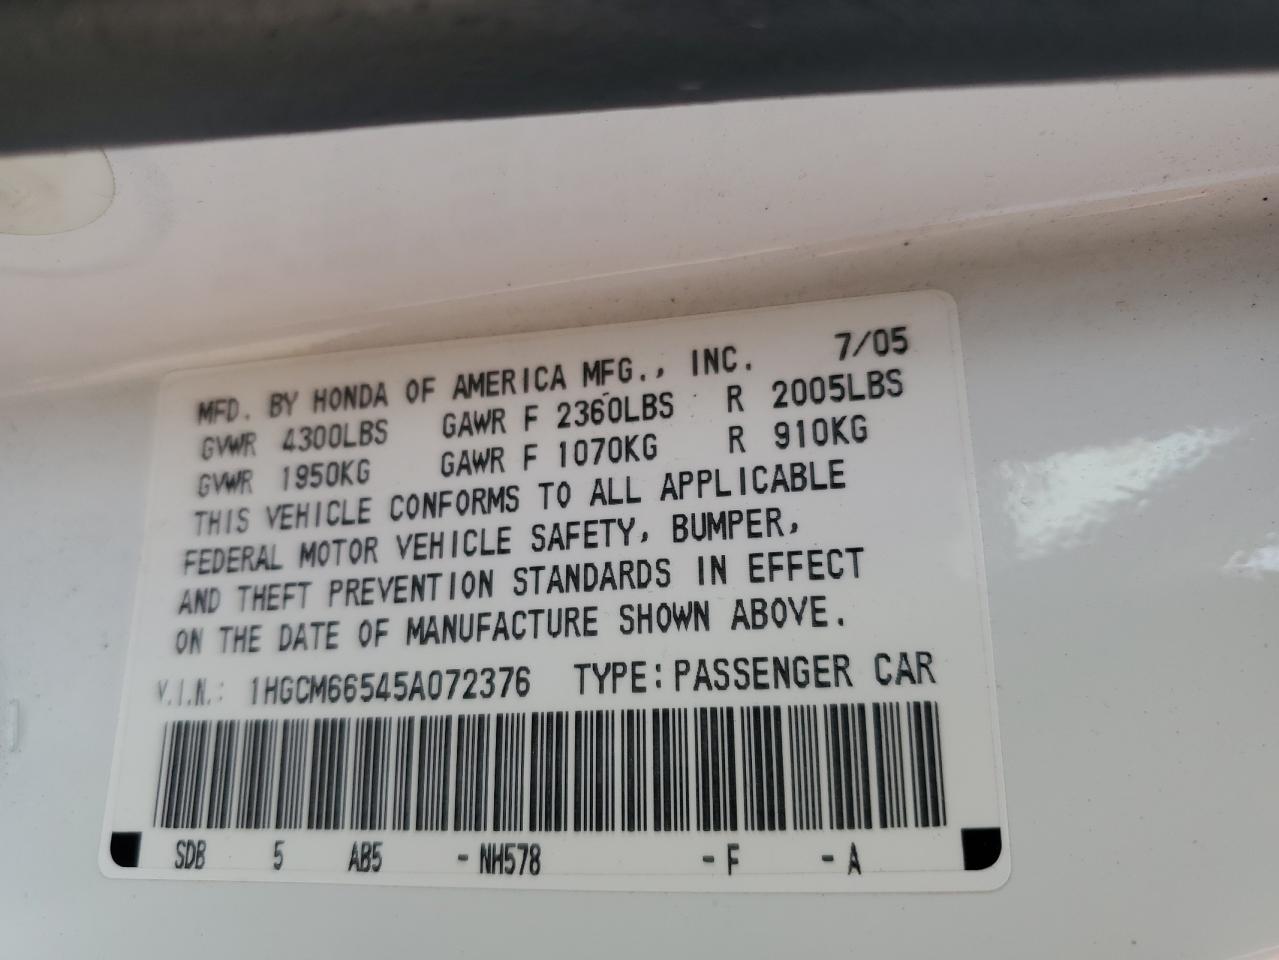 MFD. BY HONDA OF AMERICA MFG., INC. 7/05
GVWR 4300LBS GAWR F 2360LBS R 2005LBS
GVWR 1950KG GAWR F 1070KG R 910KG
THIS VEHICLE CONFORMS TO ALL APPLICABLE
FEDERAL MOTOR VEHICLE SAFETY, BUMPER,
AND THEFT PREVENTION STANDARDS IN EFFECT
ON THE DATE OF MANUFACTURE SHOWN ABOVE.
V.I.N.: 1HGCM66545A072376 TYPE: PASSENGER CAR
SDB 5 AB5 -NH578 -F -A